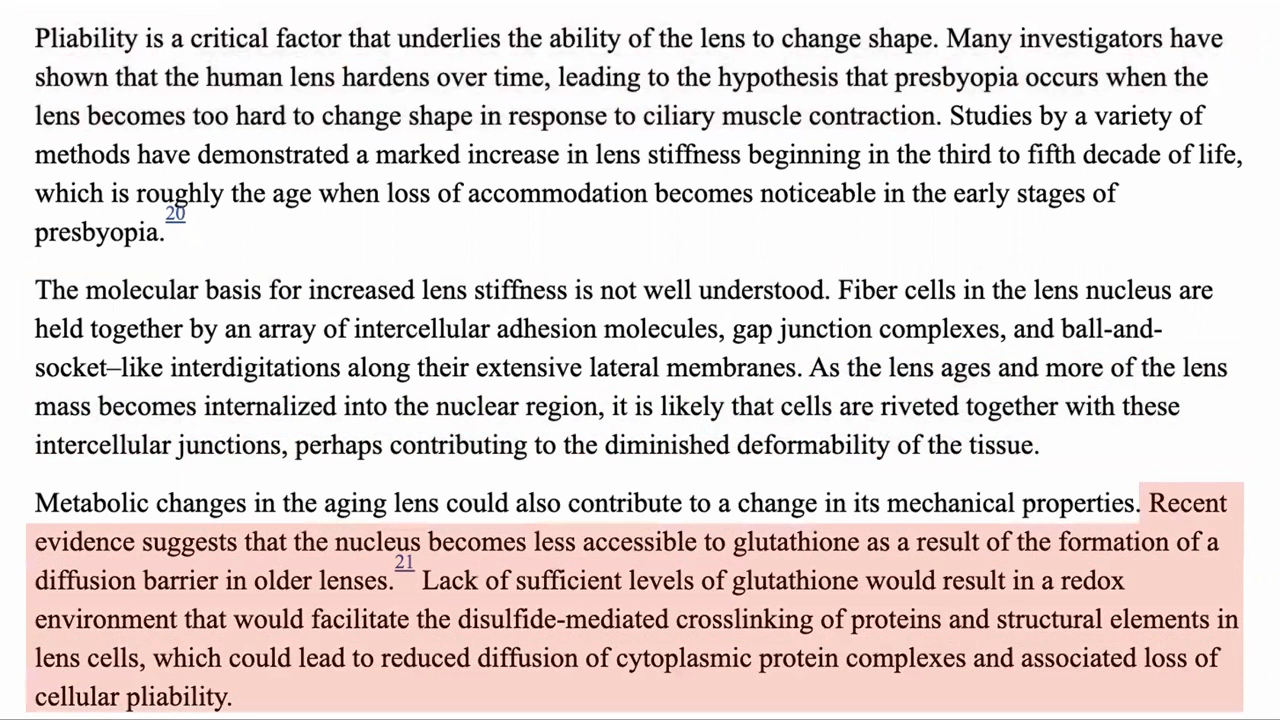 Pliability is a critical factor that underlies the ability of the lens to change shape. Many investigators have
shown that the human lens hardens over time, leading to the hypothesis that presbyopia occurs when the
lens becomes too hard to change shape in response to ciliary muscle contraction. Studies by a variety of
methods have demonstrated a marked increase in lens stiffness beginning in the third to fifth decade of life,
which is roughly the age when loss of accommodation becomes noticeable in the early stages of
presbyopia.20
The molecular basis for increased lens stiffness is not well understood. Fiber cells in the lens nucleus are
held together by an array of intercellular adhesion molecules, gap junction complexes, and ball-and-
socket–like interdigitations along their extensive lateral membranes. As the lens ages and more of the lens
mass becomes internalized into the nuclear region, it is likely that cells are riveted together with these
intercellular junctions, perhaps contributing to the diminished deformability of the tissue.
Metabolic changes in the aging lens could also contribute to a change in its mechanical properties. Recent
evidence suggests that the nucleus becomes less accessible to glutathione as a result of the formation of a
diffusion barrier in older lenses.21 Lack of sufficient levels of glutathione would result in a redox
environment that would facilitate the disulfide-mediated crosslinking of proteins and structural elements in
lens cells, which could lead to reduced diffusion of cytoplasmic protein complexes and associated loss of
cellular pliability.